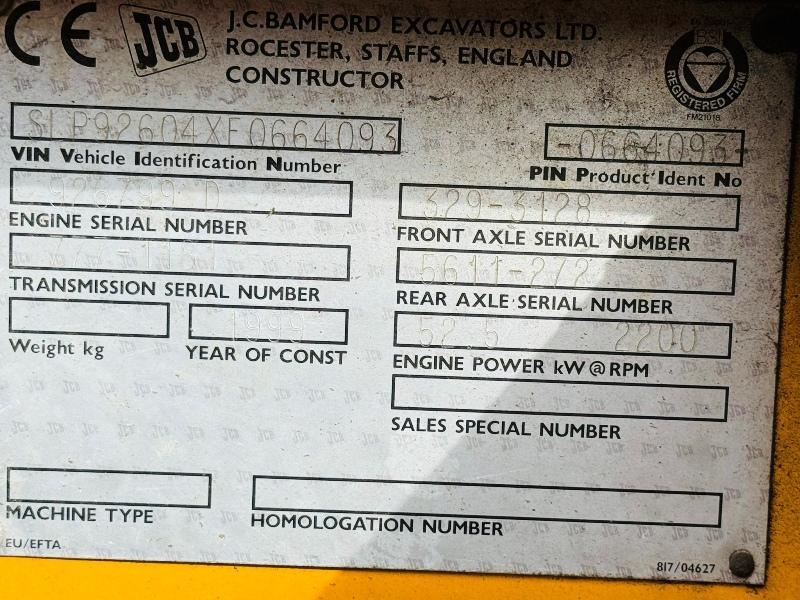 CE JCB J.C.BAMFORD EXCAVATORS LTD.
ROCESTER, STAFFS, ENGLAND
CONSTRUCTOR
BSI
REGISTERED FIRM
FM21018
SLP92604XE0664093
VIN Vehicle Identification Number
-0664093-
PIN Product Ident No
ENGINE SERIAL NUMBER
329-3128
FRONT AXLE SERIAL NUMBER
TRANSMISSION SERIAL NUMBER
5611-272
REAR AXLE SERIAL NUMBER
Weight kg
1999
YEAR OF CONST
52.5 2200
ENGINE POWER kW @ RPM
SALES SPECIAL NUMBER
MACHINE TYPE
HOMOLOGATION NUMBER
EU/EFTA
817/04627